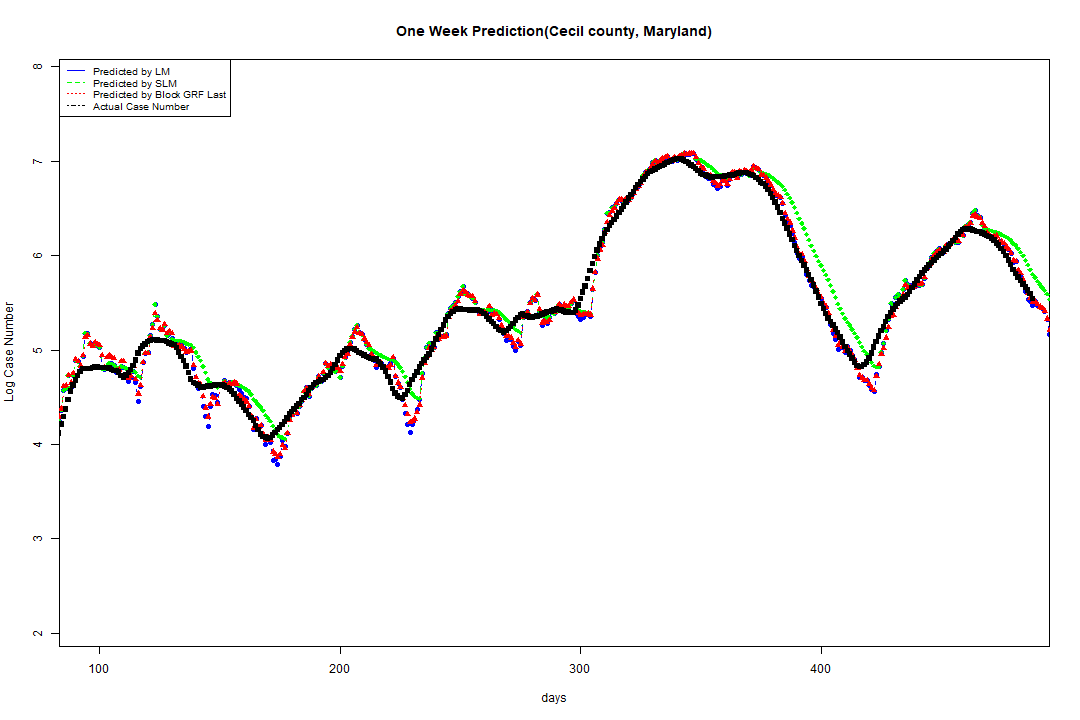 One Week Prediction(Cecil county, Maryland)
Predicted by LM
Predicted by SLM
Predicted by Block GRF Last
Actual Case Number
8
7
6
5
4
3
2
Log Case Number
100 200 300 400
days